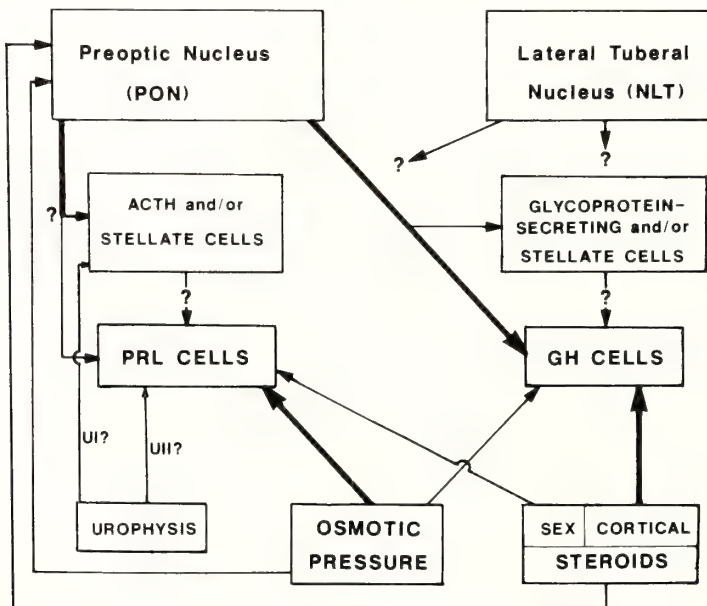 Preoptic Nucleus
(PON)
Lateral Tuberal
Nucleus (NLT)
?
?
?
ACTH and/or
STELLATE CELLS
GLYCOPROTEIN-
SECRETING and/or
STELLATE CELLS
?
?
PRL CELLS
GH CELLS
UI?
UII?
UROPHYSIS
OSMOTIC
PRESSURE
SEX
CORTICAL
STEROIDS